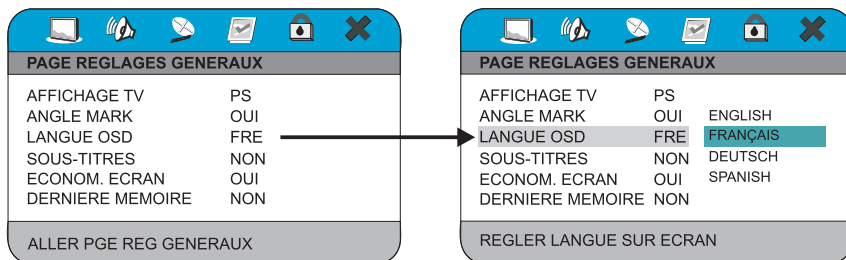 PAGE REGLAGES GENERAUX
AFFICHAGE TV PS
ANGLE MARK OUI
LANGUE OSD FRE
SOUS-TITRES NON
ECONOM. ECRAN OUI
DERNIERE MEMOIRE NON
ALLER PGE REG GENERAUX
PAGE REGLAGES GENERAUX
AFFICHAGE TV PS
ANGLE MARK OUI ENGLISH
LANGUE OSD FRE FRANÇAIS
SOUS-TITRES NON DEUTSCH
ECONOM. ECRAN OUI SPANISH
DERNIERE MEMOIRE NON
REGLER LANGUE SUR ECRAN